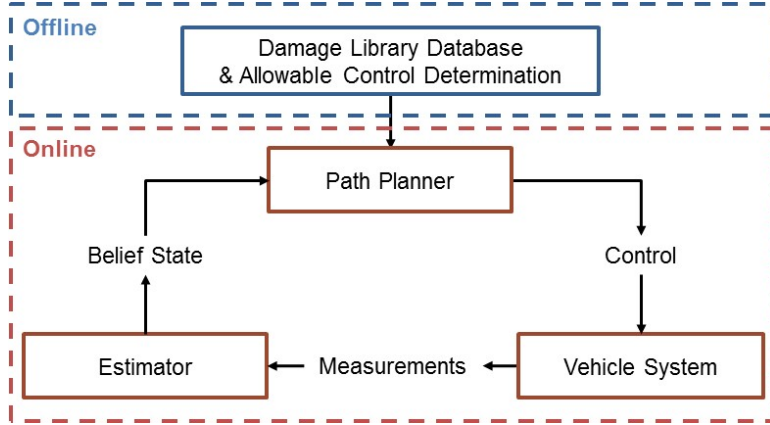 Offline
Damage Library Database
& Allowable Control Determination
Online
Path Planner
Belief State
Control
Estimator
Measurements
Vehicle System